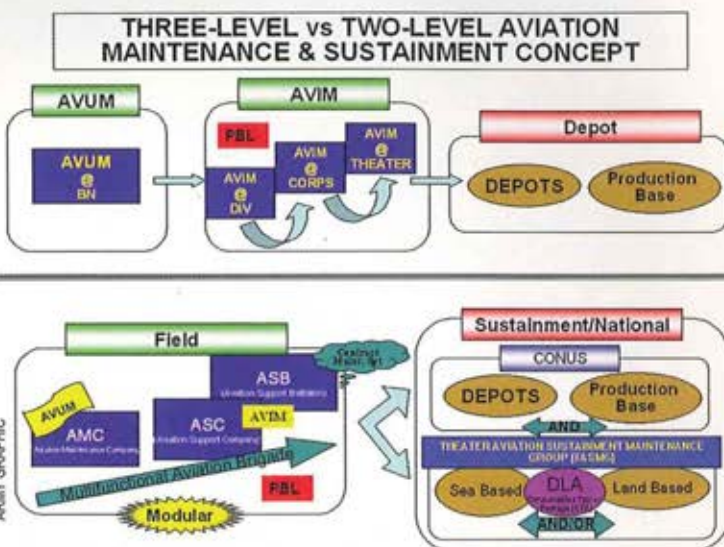 THREE-LEVEL vs TWO-LEVEL AVIATION
MAINTENANCE & SUSTAINMENT CONCEPT
AVUM
AVUM
@
BN
AVIM
PBL
AVIM
@
DIV
AVIM
@
CORPS
AVIM
@
THEATER
Depot
DEPOTS
Production
Base
Field
AVUM
AMC
ASC
(Aviation Support Company)
AVIM
ASB
(Aviation Support Battalion)
Contract
Multifunctional Aviation Brigade
PBL
Modular
ARMY GRAPHIC
Sustainment/National
CONUS
DEPOTS
Production
Base
AND
THEATER AVIATION SUSTAINMENT MAINTENANCE
GROUP (TASMG)
Sea Based
DLA
Land Based
AND/OR